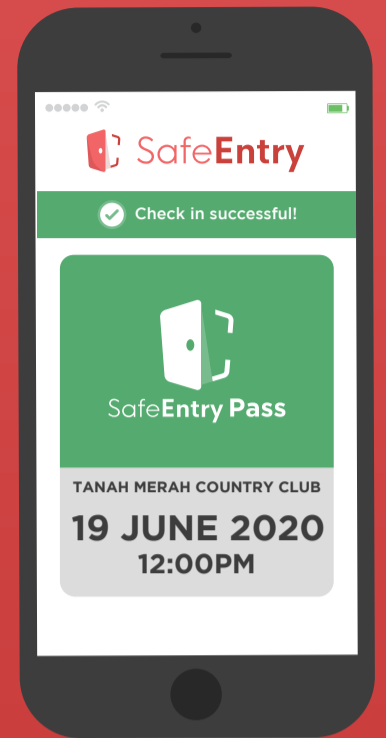 SafeEntry
Check in successful!
SafeEntry Pass
TANAH MERAH COUNTRY CLUB
19 JUNE 2020
12:00PM